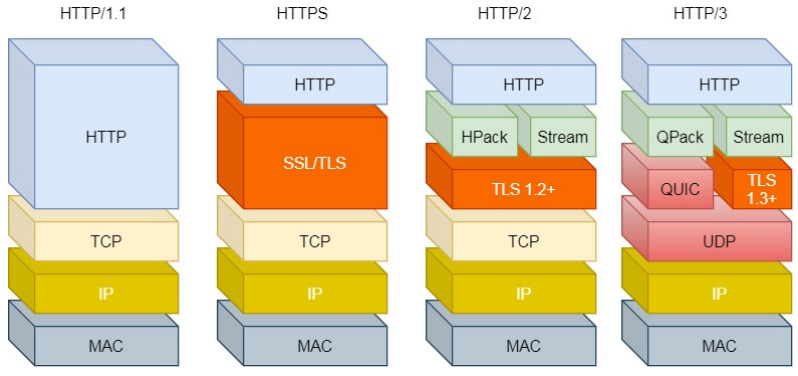 HTTP/1.1
HTTPS
HTTP/2
HTTP/3
HTTP
TCP
IP
MAC
HTTP
SSL/TLS
TCP
IP
MAC
HTTP
HPack
Stream
TLS 1.2+
TCP
IP
MAC
HTTP
QPack
Stream
QUIC
TLS
1.3+
UDP
IP
MAC